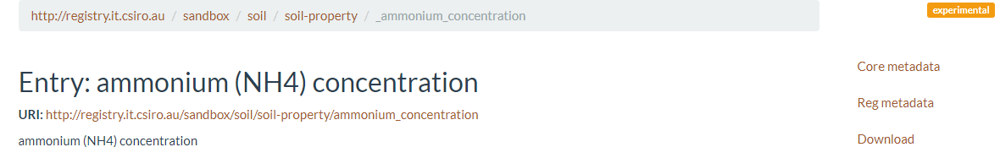 http://registry.it.csiro.au / sandbox / soil / soil-property / _ammonium_concentration
experimental
Entry: ammonium (NH4) concentration
URI: http://registry.it.csiro.au/sandbox/soil/soil-property/ammonium_concentration
ammonium (NH4) concentration
Core metadata
Reg metadata
Download